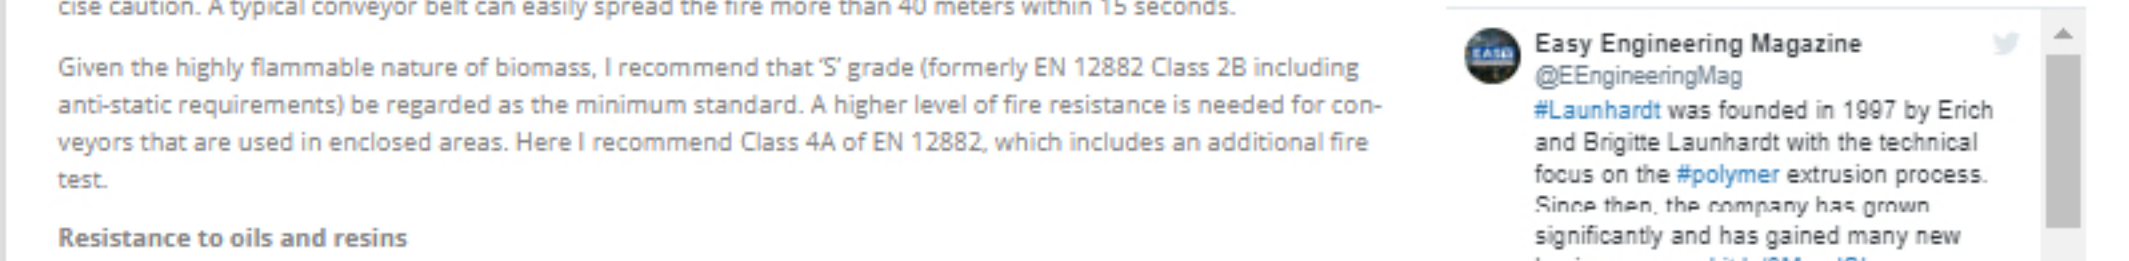 cise caution. A typical conveyor belt can easily spread the fire more than 40 meters within 15 seconds.
Given the highly flammable nature of biomass, I recommend that ‘S’ grade (formerly EN 12882 Class 2B including
anti-static requirements) be regarded as the minimum standard. A higher level of fire resistance is needed for con-
veyors that are used in enclosed areas. Here I recommend Class 4A of EN 12882, which includes an additional fire
test.
Resistance to oils and resins
EASY
Easy Engineering Magazine
@EEngineeringMag
#Launhardt was founded in 1997 by Erich
and Brigitte Launhardt with the technical
focus on the #polymer extrusion process.
Since then, the company has grown
significantly and has gained many new